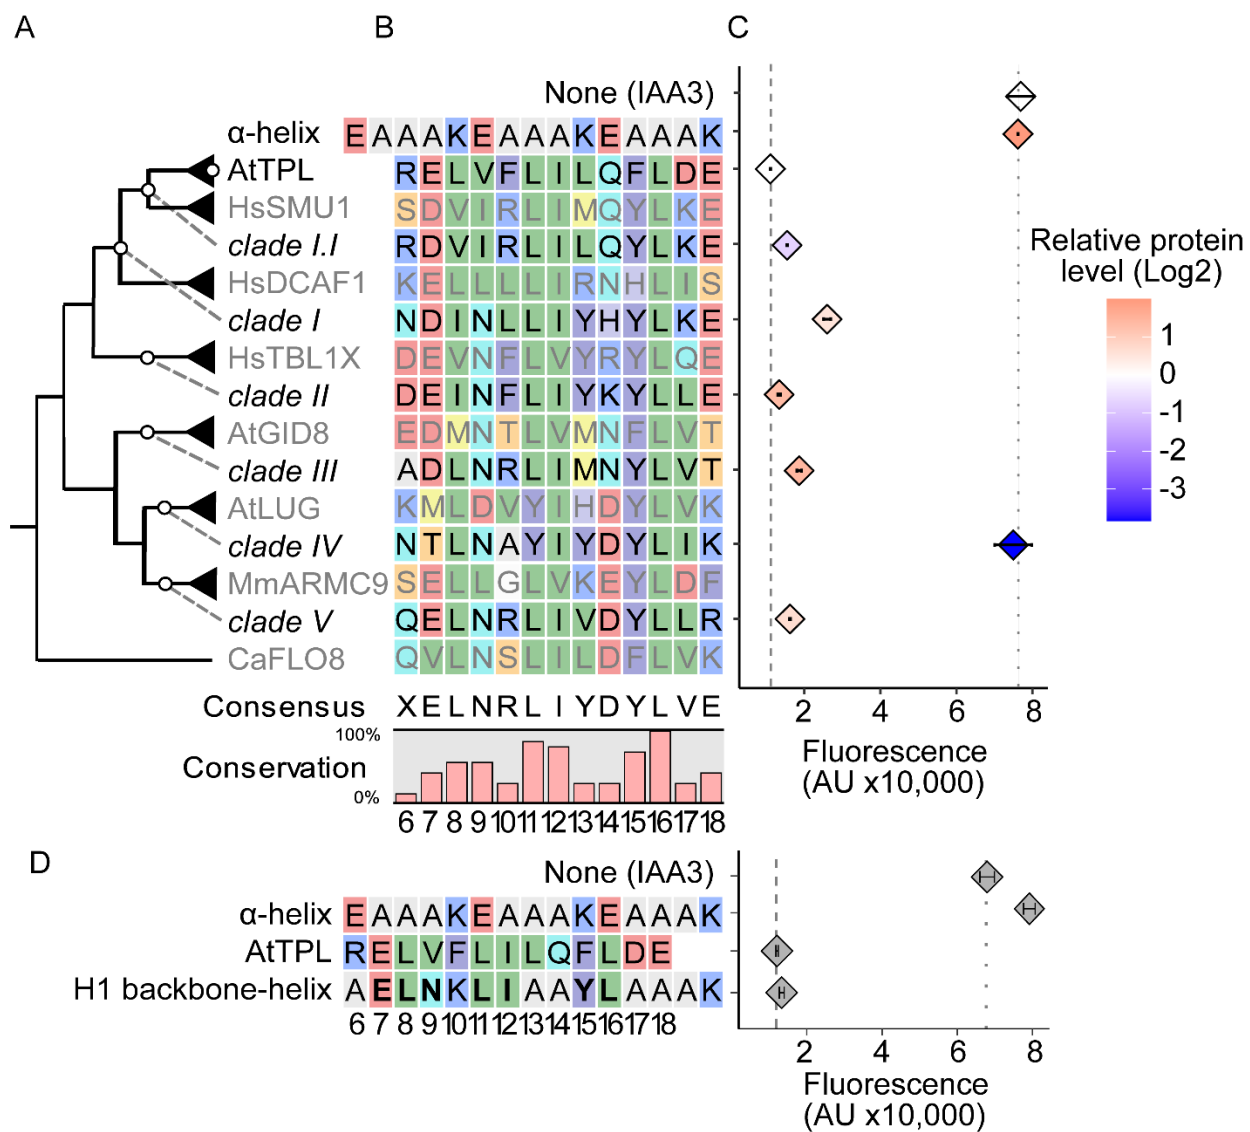 A
B
C
None (IAA3)
α-helix EAAAKEAAAKEAAAK
AtTPL RELVFLILQFLDE
HsSMU1 SDVIRLIMQYLKE
clade I.I RDVIRLILQYLKE
HsDCAF1 KELLLLIRNHLIS
clade I NDINLLIYHYLKE
HsTBL1X DEVNFLVYRYLQE
clade II DEINFLIYKYLLE
AtGID8 EDMNTLVMNFLVT
clade III ADLNRLIMNYLVT
AtLUG KMLDVYIHDYLVK
clade IV NTLNAYIYDYLIK
MmARMC9 SELLGLVKEYLDF
clade V QELNRLIVDYLLR
CaFLO8 QVLNSLILDFLVK
Consensus XELNRLIYDYLVE
100%
Conservation
0%
6 7 8 9 10 11 12 13 14 15 16 17 18
2 4 6 8
Fluorescence
(AU x10,000)
Relative protein
level (Log2)
1
0
-1
-2
-3
D
None (IAA3)
α-helix EAAAKEAAAKEAAAK
AtTPL RELVFLILQFLDE
H1 backbone-helix AELNKLIAAYLAAAK
6 7 8 9 10 11 12 13 14 15 16 17 18
2 4 6 8
Fluorescence
(AU x10,000)